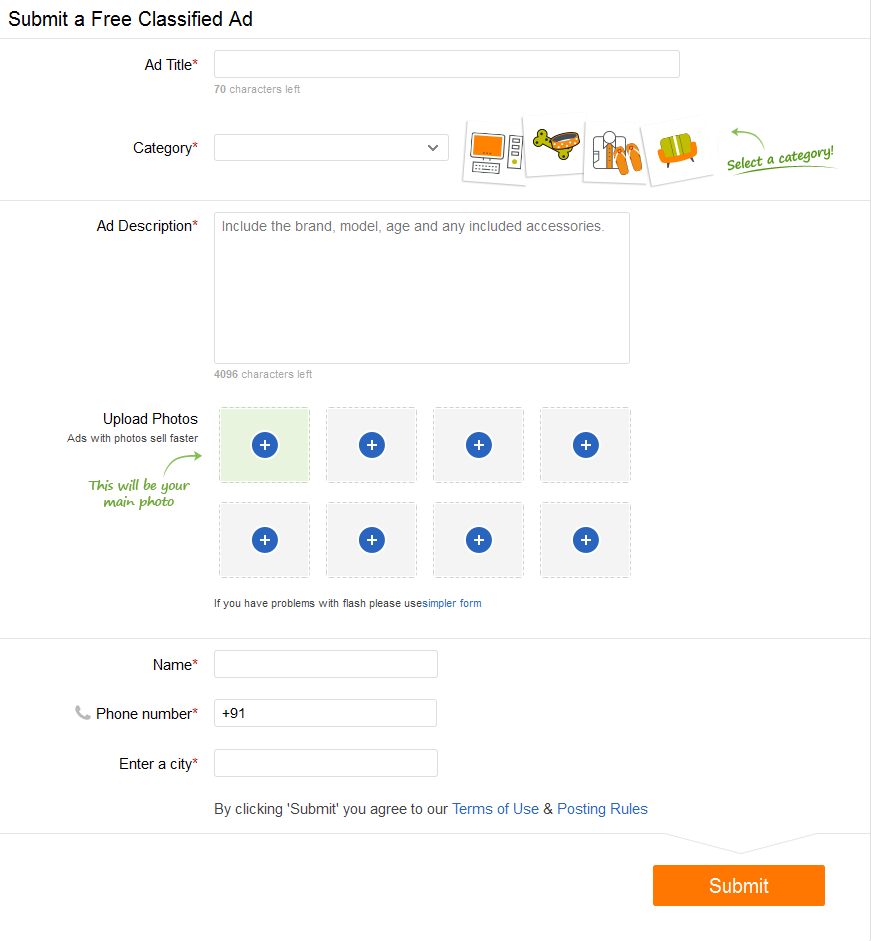 Submit a Free Classified Ad
Ad Title*
70 characters left
Category*
Select a category!
Ad Description*
Include the brand, model, age and any included accessories.
4096 characters left
Upload Photos
Ads with photos sell faster
This will be your
main photo
If you have problems with flash please usesimpler form
Name*
Phone number* +91
Enter a city*
By clicking 'Submit' you agree to our Terms of Use & Posting Rules
Submit